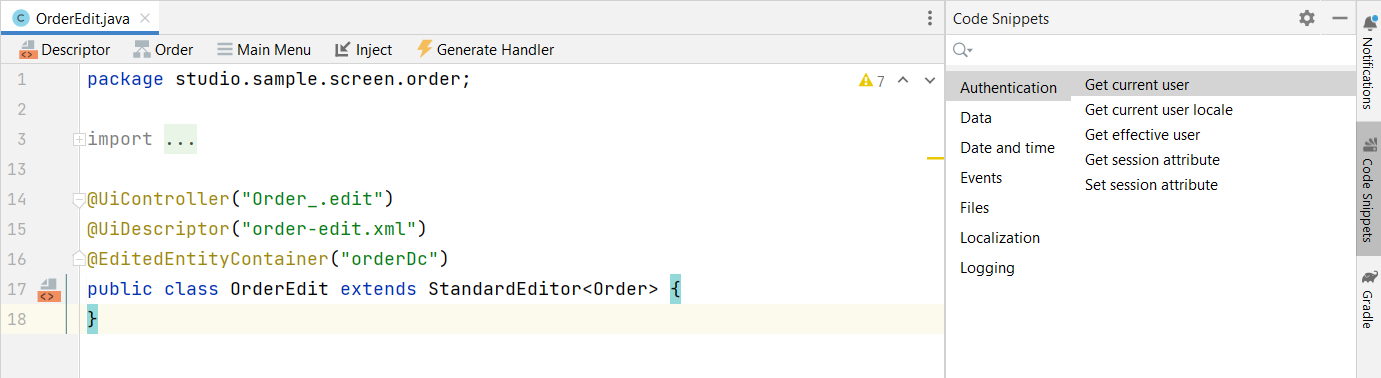 OrderEdit.java
Descriptor Order Main Menu Inject Generate Handler
1 package studio.sample.screen.order;
7
2
3 import ...
13
14 @UiController("Order_.edit")
15 @UiDescriptor("order-edit.xml")
16 @EditedEntityContainer("orderDc")
17 public class OrderEdit extends StandardEditor<Order> {
18 }
Code Snippets
Authentication
Data
Date and time
Events
Files
Localization
Logging
Get current user
Get current user locale
Get effective user
Get session attribute
Set session attribute
Notifications
Code Snippets
Gradle